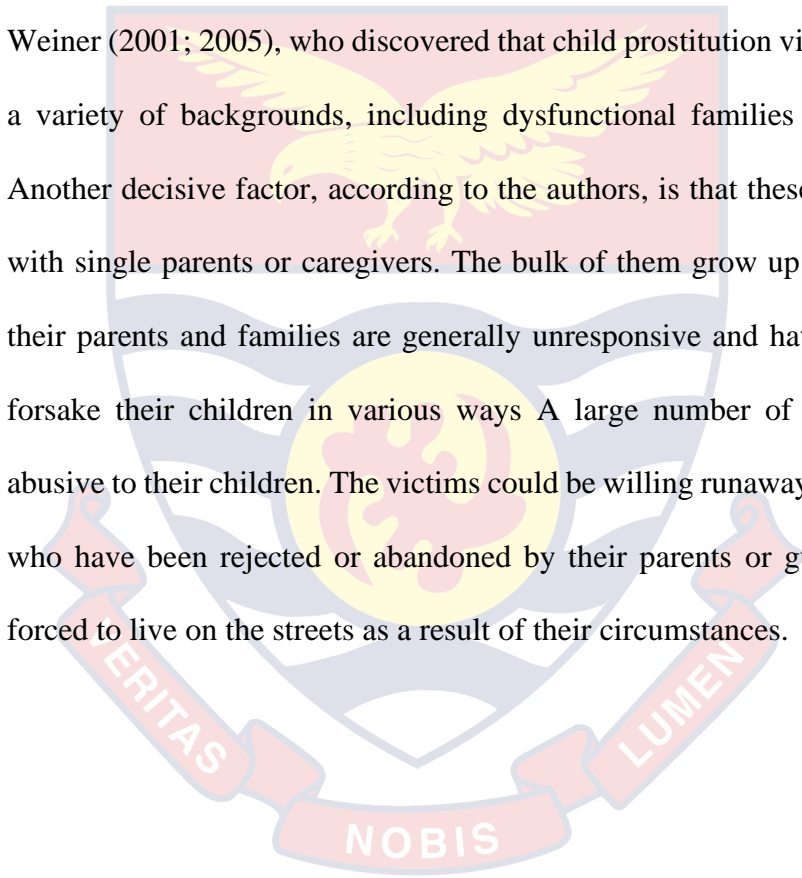 Weiner (2001; 2005), who discovered that child prostitution vi
a variety of backgrounds, including dysfunctional families
Another decisive factor, according to the authors, is that these
with single parents or caregivers. The bulk of them grow up
their parents and families are generally unresponsive and hav
forsake their children in various ways A large number of
abusive to their children. The victims could be willing runaway
who have been rejected or abandoned by their parents or g
forced to live on the streets as a result of their circumstances.
VERITAS
NOBIS
LUMEN